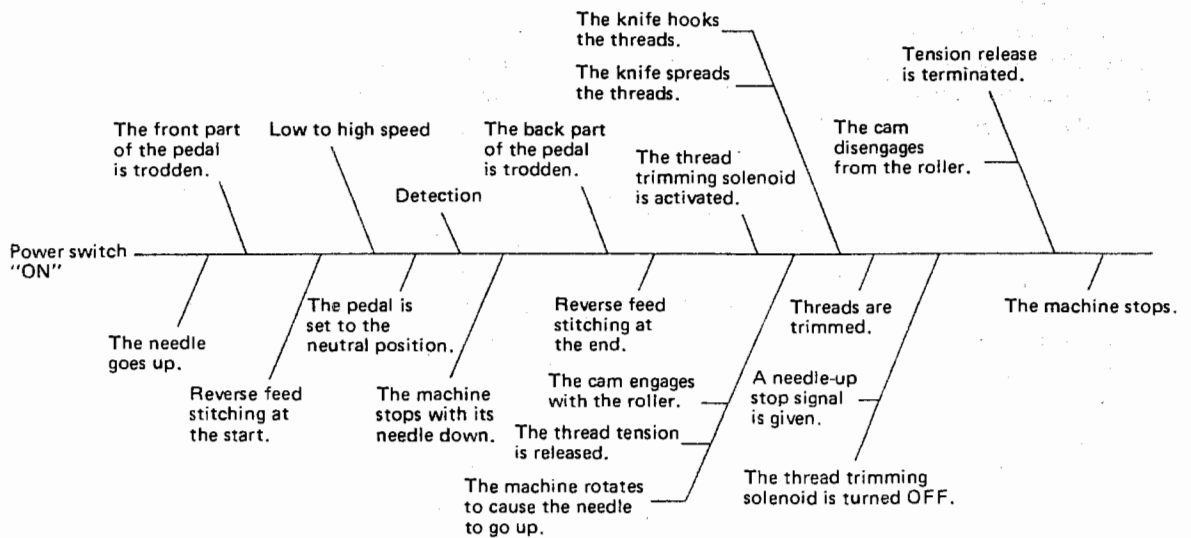 The knife hooks
the threads.
The knife spreads
the threads.
Tension release
is terminated.
The front part
of the pedal
is trodden.
Low to high speed
The back part
of the pedal
is trodden.
The cam
disengages
from the roller.
The thread
trimming solenoid
is activated.
Detection
Power switch
"ON"
The needle
goes up.
The pedal is
set to the
neutral position.
Reverse feed
stitching at
the end.
Threads are
trimmed.
The machine stops.
Reverse feed
stitching at
the start.
The machine
stops with its
needle down.
The cam engages
with the roller.
A needle-up
stop signal
is given.
The thread tension
is released.
The machine rotates
to cause the needle
to go up.
The thread trimming
solenoid is turned OFF.